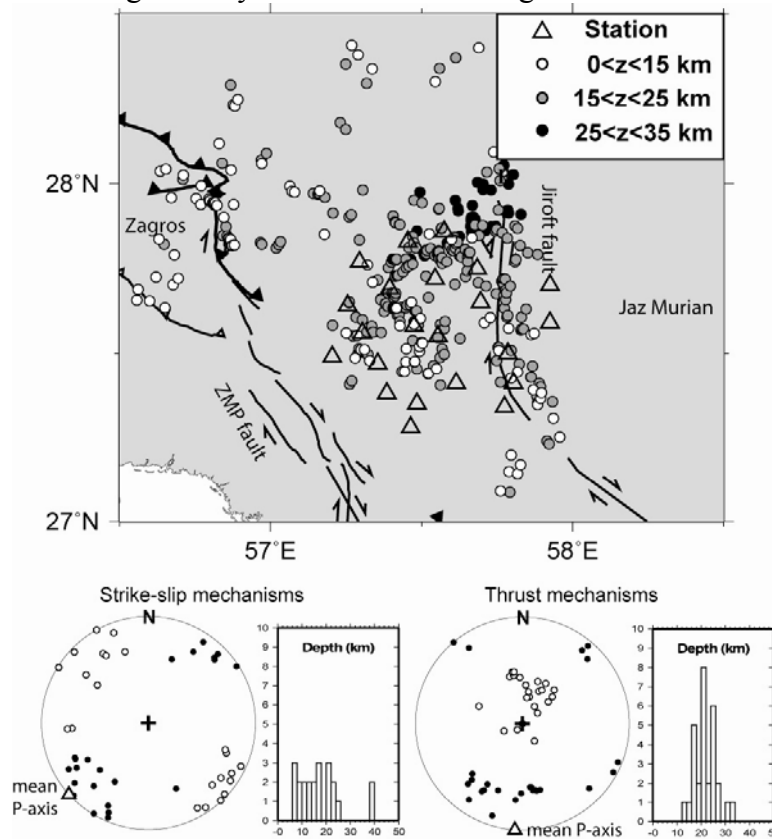 Station
0<z<15 km
15<z<25 km
25<z<35 km
28°N
Zagros
Jiroft fault
Jaz Murian
ZMP fault
27°N
57°E
58°E
Strike-slip mechanisms
Thrust mechanisms
N
10
9
8
7
6
5
4
3
2
1
0
Depth (km)
-0 10 20 30 40 50
mean
P-axis
N
10
9
8
7
6
5
4
3
2
1
0
Depth (km)
-0 10 20 30 40
mean P-axis